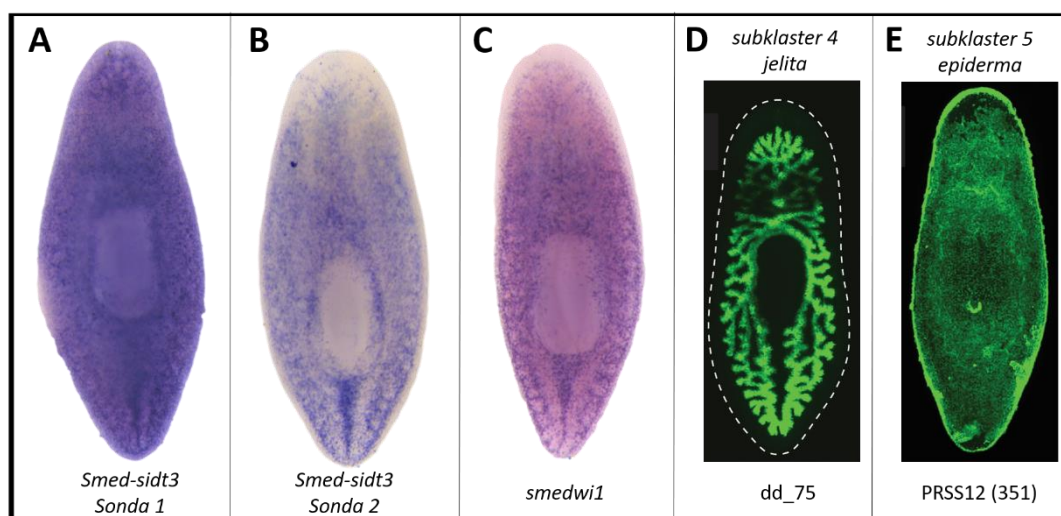 A
B
C
D
E
subklaster 4
jelita
subklaster 5
epiderma
Smed-sidt3
Sonda 1
Smed-sidt3
Sonda 2
smedwi1
dd_75
PRSS12 (351)